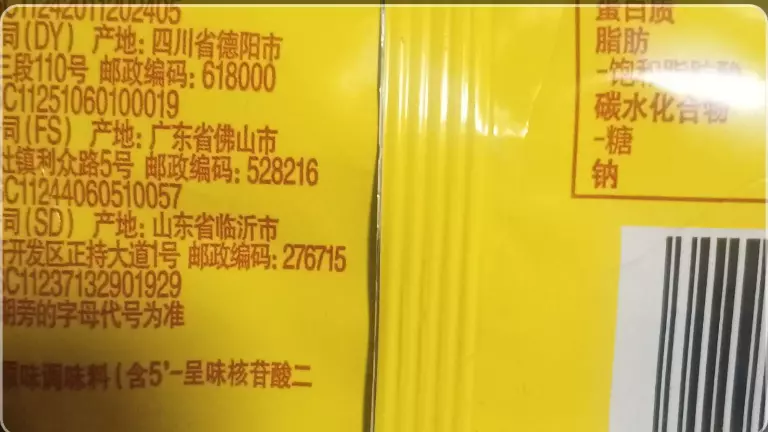 C11242011202405
司(DY) 产地:四川省德阳市
三段110号 邮政编码:618000
C11251060100019
司(FS) 产地:广东省佛山市
镇利众路5号 邮政编码:528216
C11244060510057
司(SD) 产地:山东省临沂市
开发区正持大道1号 邮政编码:276715
C11237132901929
期旁的字母代号为准
味调味料(含5'-呈味核苷酸二
蛋白质
脂肪
-饱和脂肪酸
碳水化合物
-糖
钠